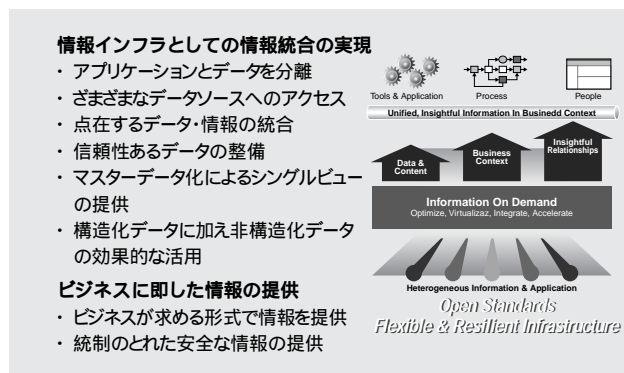 情報インフラとしての情報統合の実現
・ アプリケーションとデータを分離
・ さまざまなデータソースへのアクセス
・ 点在するデータ・情報の統合
・ 信頼性あるデータの整備
・ マスターデータ化によるシングルビュー
の提供
・ 構造化データに加え非構造化データ
の効果的な活用
ビジネスに即した情報の提供
・ ビジネスが求める形式で情報を提供
・ 統制のとれた安全な情報の提供
Tools & Application
Process
People
Unified, Insightful Information In Businedd Context
Data &
Content
Business
Context
Insightful
Relationships
Information On Demand
Optimize, Virtualizaz, Integrate, Accelerate
Heterogeneous Information & Application
Open Standards
Flexible & Resilient Infrastructure